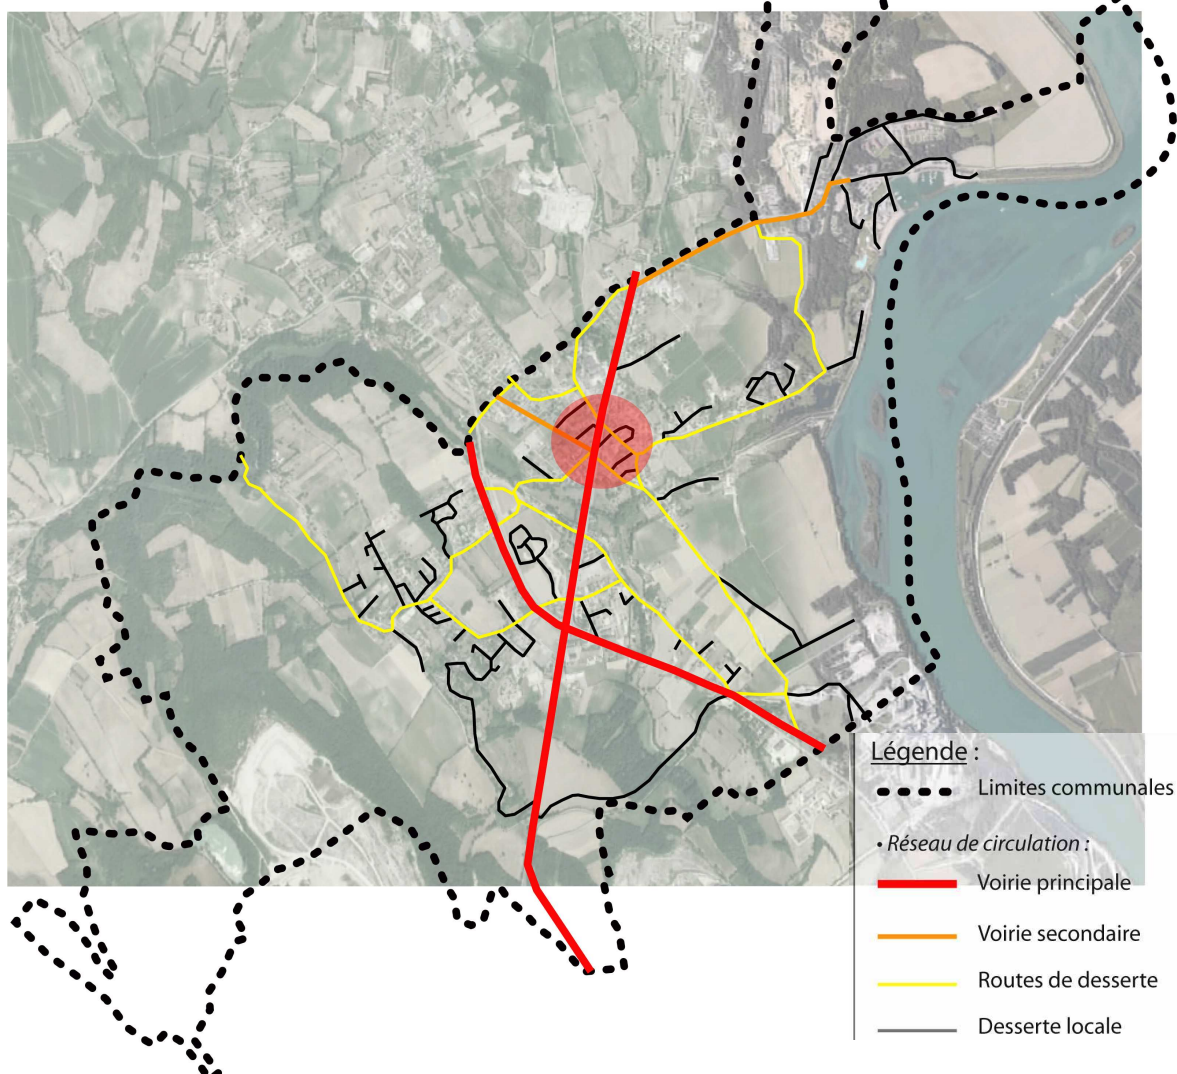 Légende :
Limites communales
• Réseau de circulation :
Voirie principale
Voirie secondaire
Routes de desserte
Desserte locale